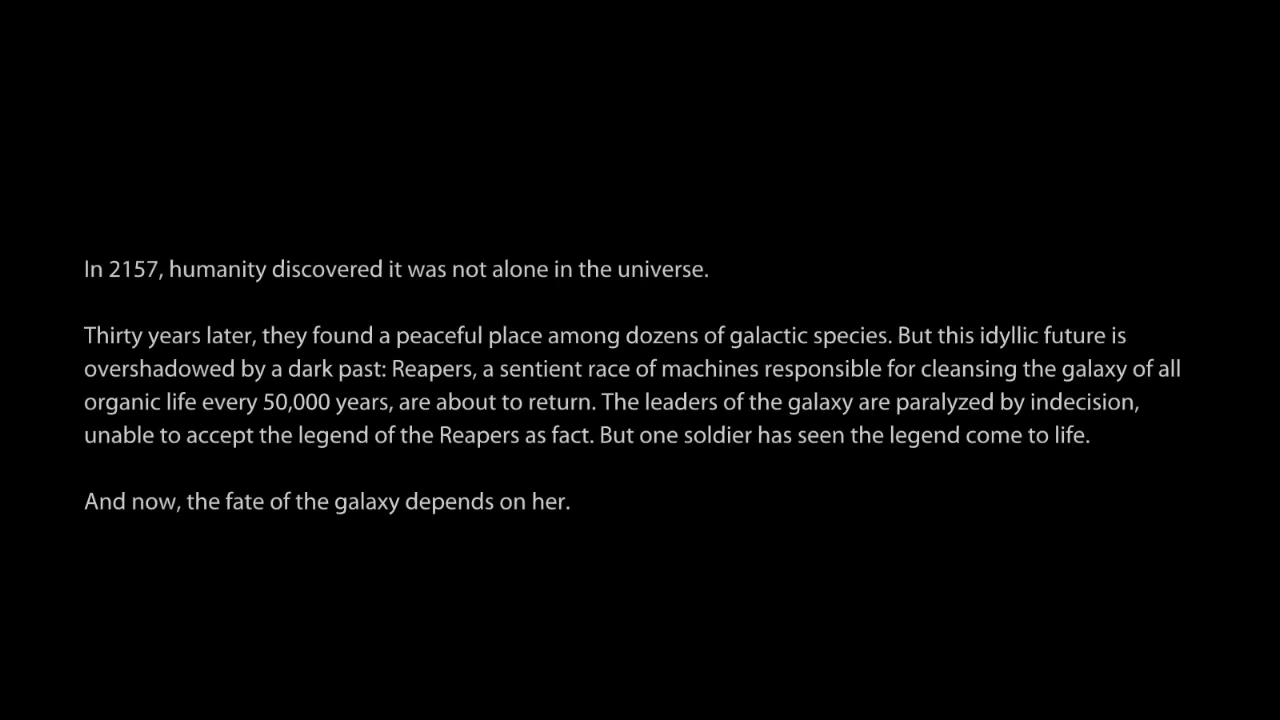 In 2157, humanity discovered it was not alone in the universe.
Thirty years later, they found a peaceful place among dozens of galactic species. But this idyllic future is
overshadowed by a dark past: Reapers, a sentient race of machines responsible for cleansing the galaxy of all
organic life every 50,000 years, are about to return. The leaders of the galaxy are paralyzed by indecision,
unable to accept the legend of the Reapers as fact. But one soldier has seen the legend come to life.
And now, the fate of the galaxy depends on her.